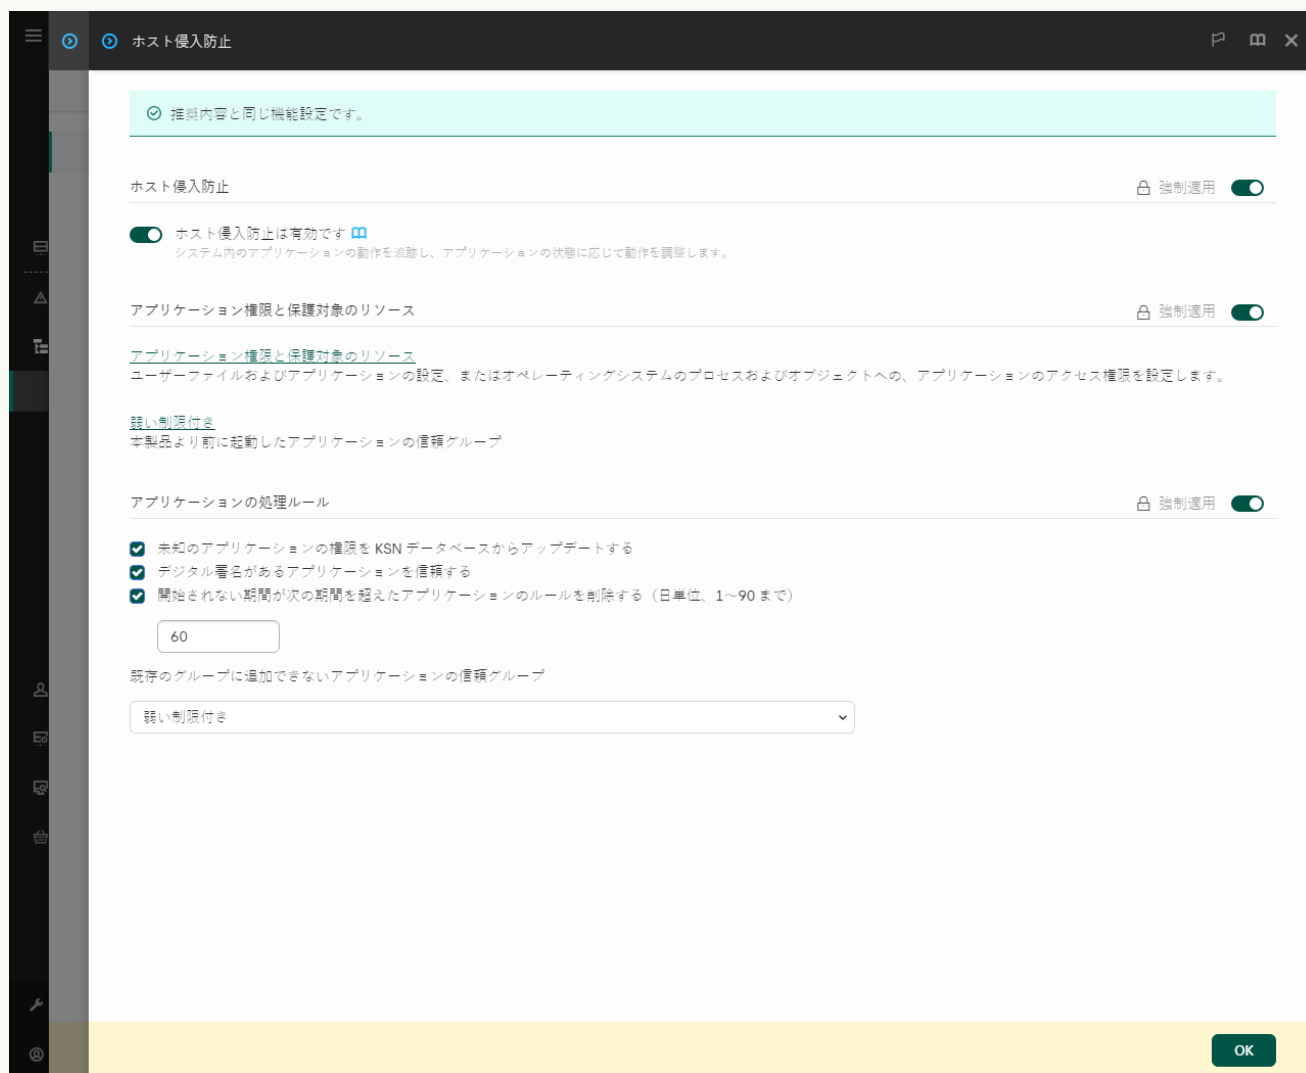 ホスト侵入防止
推奨内容と同じ機能設定です。
ホスト侵入防止
強制適用
ホスト侵入防止は有効です
システム内のアプリケーションの動作を追跡し、アプリケーションの状態に応じて動作を調整します。
アプリケーション権限と保護対象のリソース
強制適用
アプリケーション権限と保護対象のリソース
ユーザーファイルおよびアプリケーションの設定、またはオペレーティングシステムのプロセスおよびオブジェクトへの、アプリケーションのアクセス権限を設定します。
弱い制限付き
本製品より前に起動したアプリケーションの信頼グループ
アプリケーションの処理ルール
強制適用
未知のアプリケーションの権限を KSN データベースからアップデートする
デジタル署名があるアプリケーションを信頼する
開始されない期間が次の期間を超えたアプリケーションのルールを削除する（日単位、1～90 まで）
60
既存のグループに追加できないアプリケーションの信頼グループ
弱い制限付き
OK